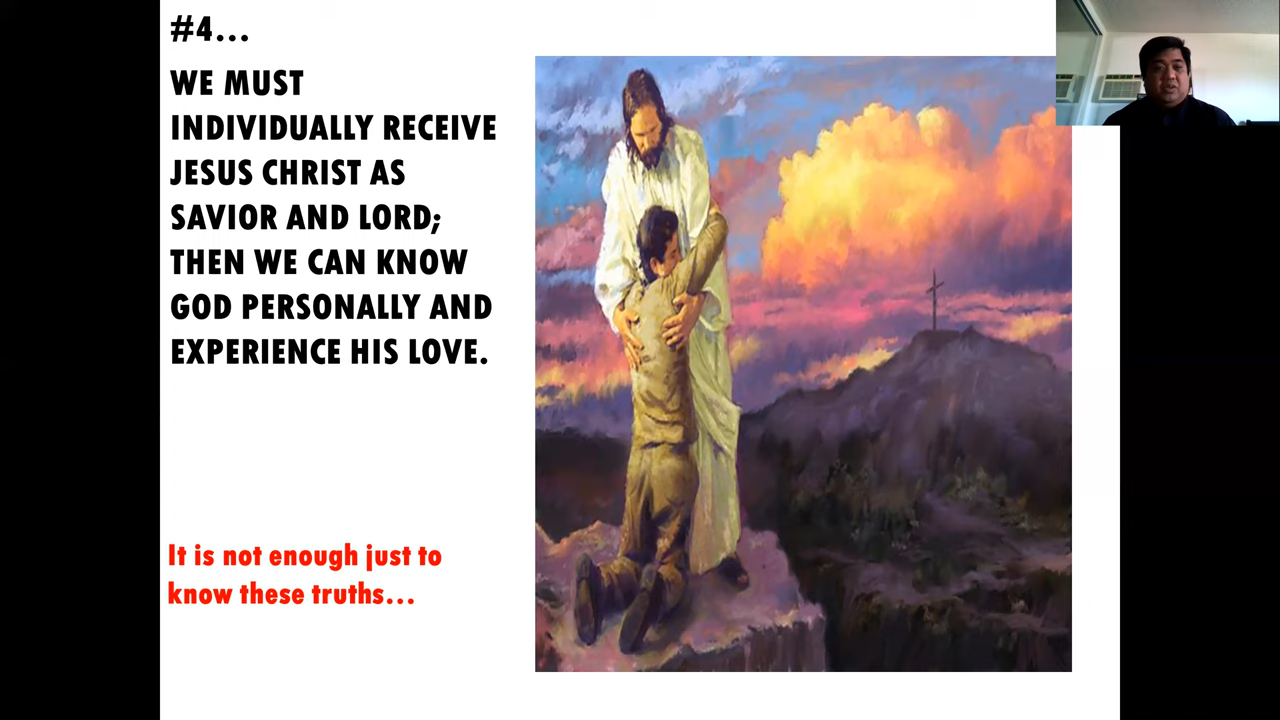 #4...
WE MUST
INDIVIDUALLY RECEIVE
JESUS CHRIST AS
SAVIOR AND LORD;
THEN WE CAN KNOW
GOD PERSONALLY AND
EXPERIENCE HIS LOVE.
It is not enough just to
know these truths...